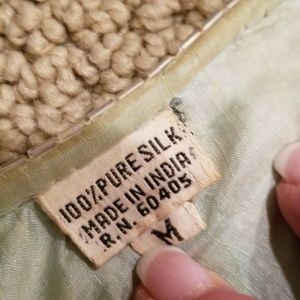 100% PURE SILK
MADE IN INDIA
R.N. 60405
M